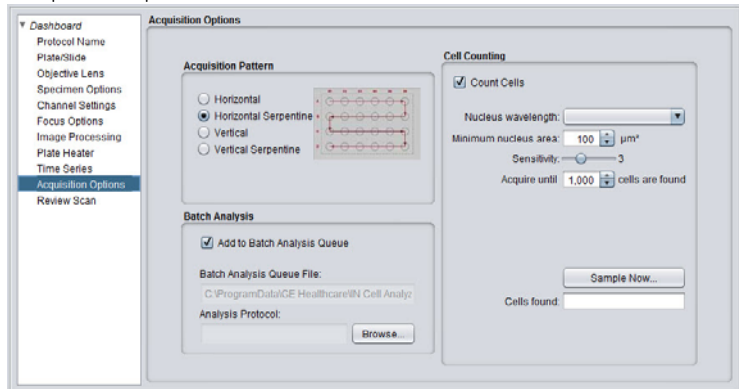 Dashboard
Protocol Name
Plate/Slide
Objective Lens
Specimen Options
Channel Settings
Focus Options
Image Processing
Plate Heater
Time Series
Acquisition Options
Review Scan
Acquisition Options
Acquisition Pattern
Horizontal
Horizontal Serpentine
Vertical
Vertical Serpentine
Batch Analysis
Add to Batch Analysis Queue
Batch Analysis Queue File:
C:\ProgramData\GE Healthcare\IN Cell Analyz
Analysis Protocol:
Browse...
Cell Counting
Count Cells
Nucleus wavelength:
Minimum nucleus area: 100 µm²
Sensitivity: 3
Acquire until 1,000 cells are found
Sample Now...
Cells found: